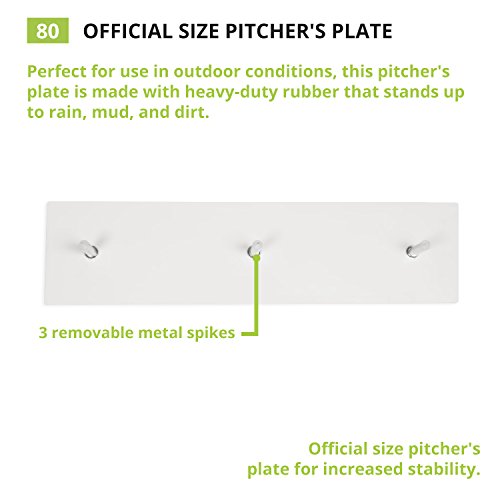 80 OFFICIAL SIZE PITCHER'S PLATE
Perfect for use in outdoor conditions, this pitcher's
plate is made with heavy-duty rubber that stands up
to rain, mud, and dirt.
3 removable metal spikes
Official size pitcher's
plate for increased stability.